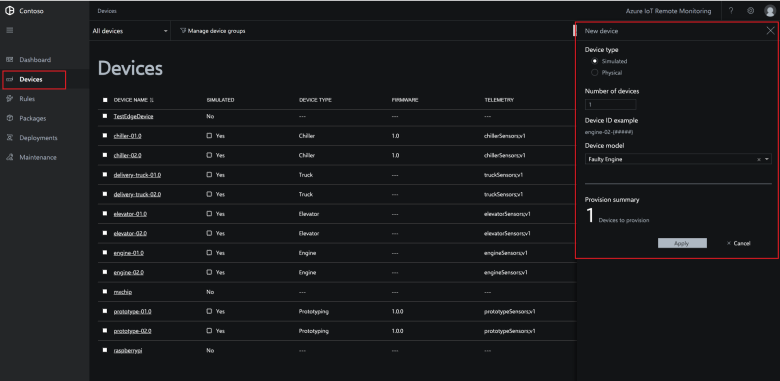 Contoso
Devices
Azure IoT Remote Monitoring
?
All devices
Manage device groups
Dashboard
Devices
Rules
Packages
Deployments
Maintenance
Devices
DEVICE NAME SIMULATED DEVICE TYPE FIRMWARE TELEMETRY
TestEdgeDevice No --- --- ---
chiller-01.0 Yes Chiller 1.0 chillerSensors;v1
chiller-02.0 Yes Chiller 1.0 chillerSensors;v1
delivery-truck-01.0 Yes Truck --- truckSensors;v1
delivery-truck-02.0 Yes Truck --- truckSensors;v1
elevator-01.0 Yes Elevator --- elevatorSensors;v1
elevator-02.0 Yes Elevator --- elevatorSensors;v1
engine-01.0 Yes Engine --- engineSensors;v1
engine-02.0 Yes Engine --- engineSensors;v1
mxchip No --- --- ---
prototype-01.0 Yes Prototyping 1.0.0 prototypeSensors;v1
prototype-02.0 Yes Prototyping 1.0.0 prototypeSensors;v1
raspberrypi No --- --- ---
New device
Device type
Simulated
Physical
Number of devices
1
Device ID example
engine-02-(#####)
Device model
Faulty Engine
Provision summary
1 Devices to provision
Apply
× Cancel